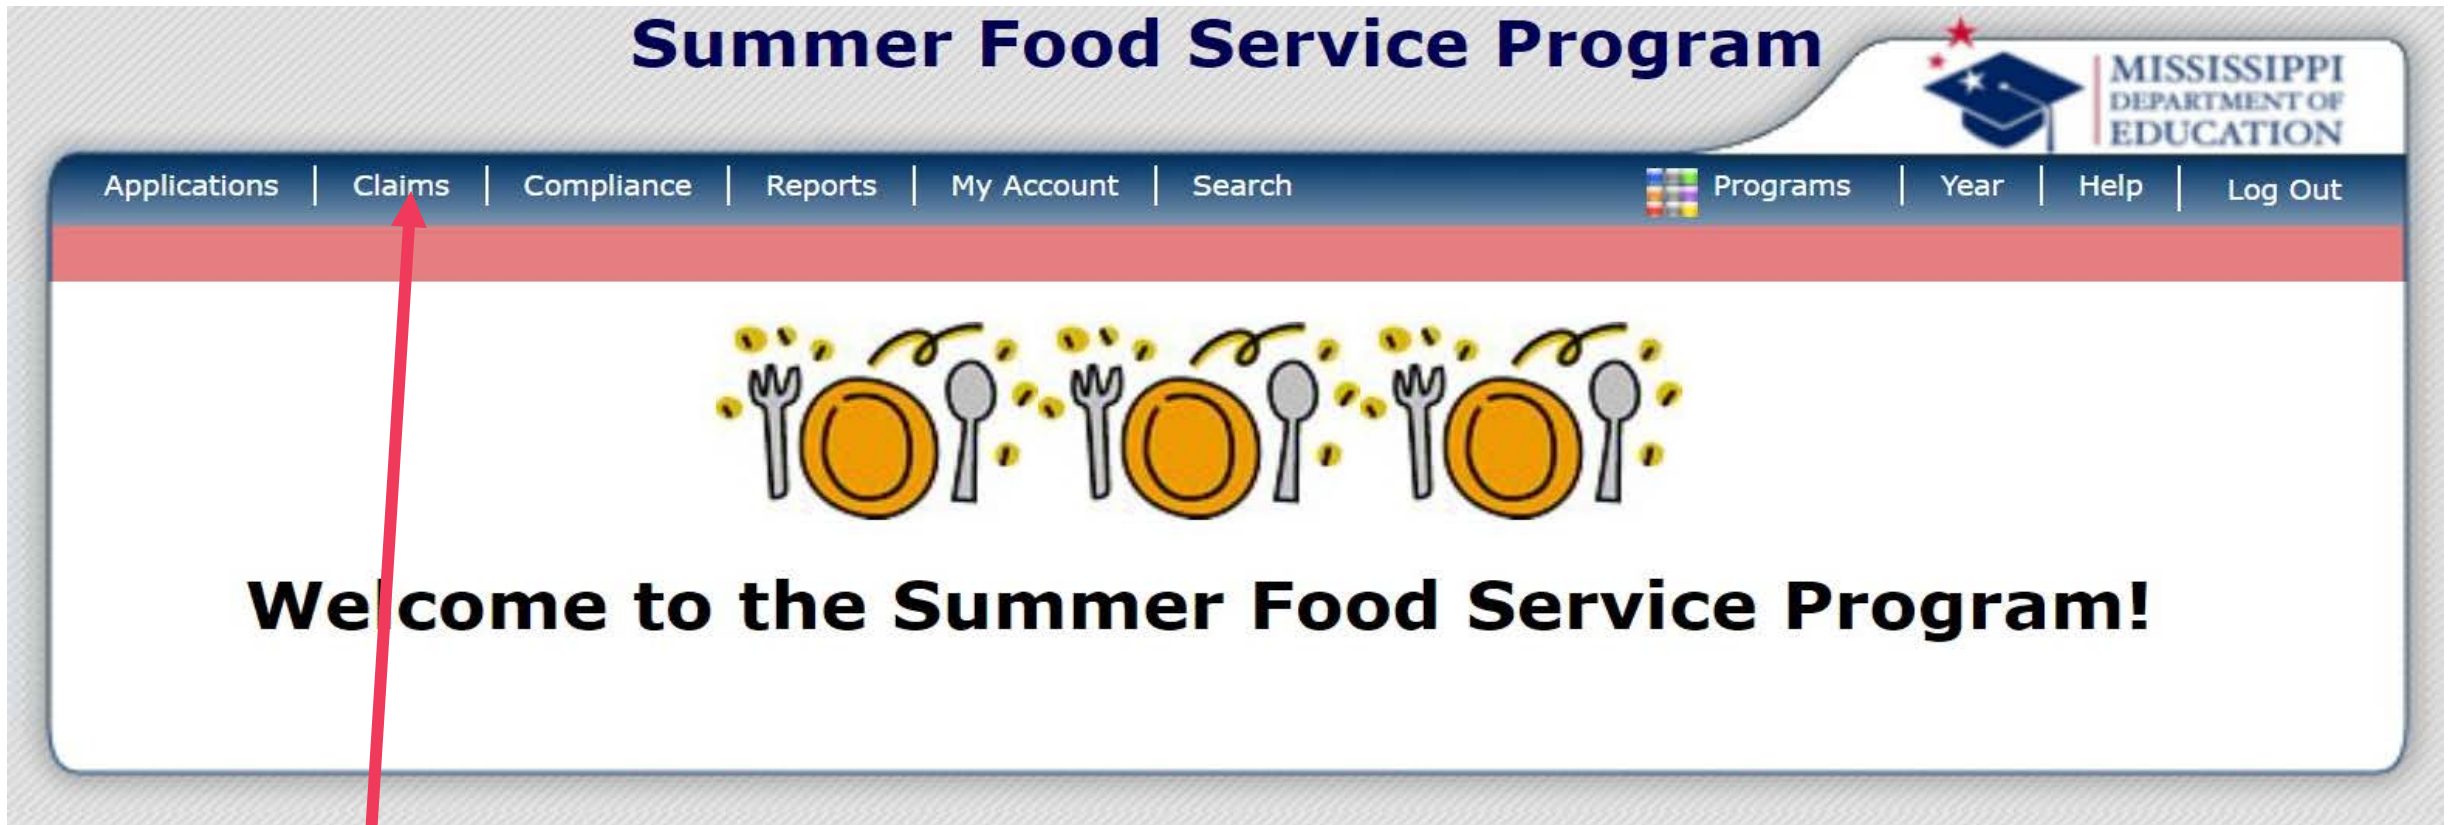 Summer Food Service Program
MISSISSIPPI
DEPARTMENT OF
EDUCATION
Applications Claims Compliance Reports My Account Search Programs Year Help Log Out
Welcome to the Summer Food Service Program!